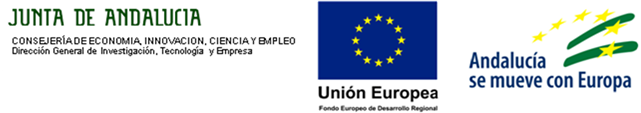 JUNTA DE ANDALUCIA
CONSEJERÍA DE ECONOMIA, INNOVACION, CIENCIA Y EMPLEO
Dirección General de Investigación, Tecnología y Empresa
Unión Europea
Fondo Europeo de Desarrollo Regional
Andalucía
se mueve con Europa